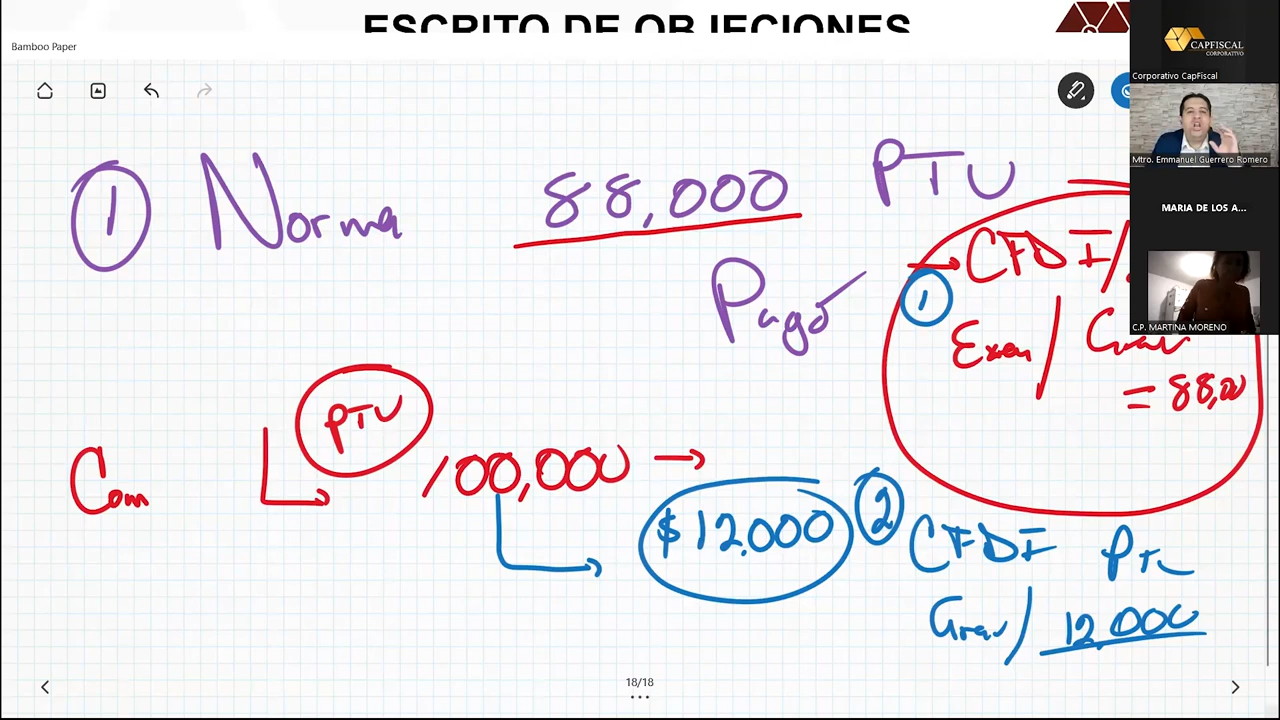 ESCRITO DE OBJECIONES
Bamboo Paper
CAPFISCAL
CORPORATIVO
Corporativo CapFiscal
Mtro. Emmanuel Guerrero Romero
MARIA DE LOS A...
C.P. MARTINA MORENO
1 Norma 88,000 PTU
Pagó
CFDI/
1
Exen / Grav
= 88,00
PTU
Com 100,000
$12,000
2 CFDI PTU
Grav/ 12,000
18/18